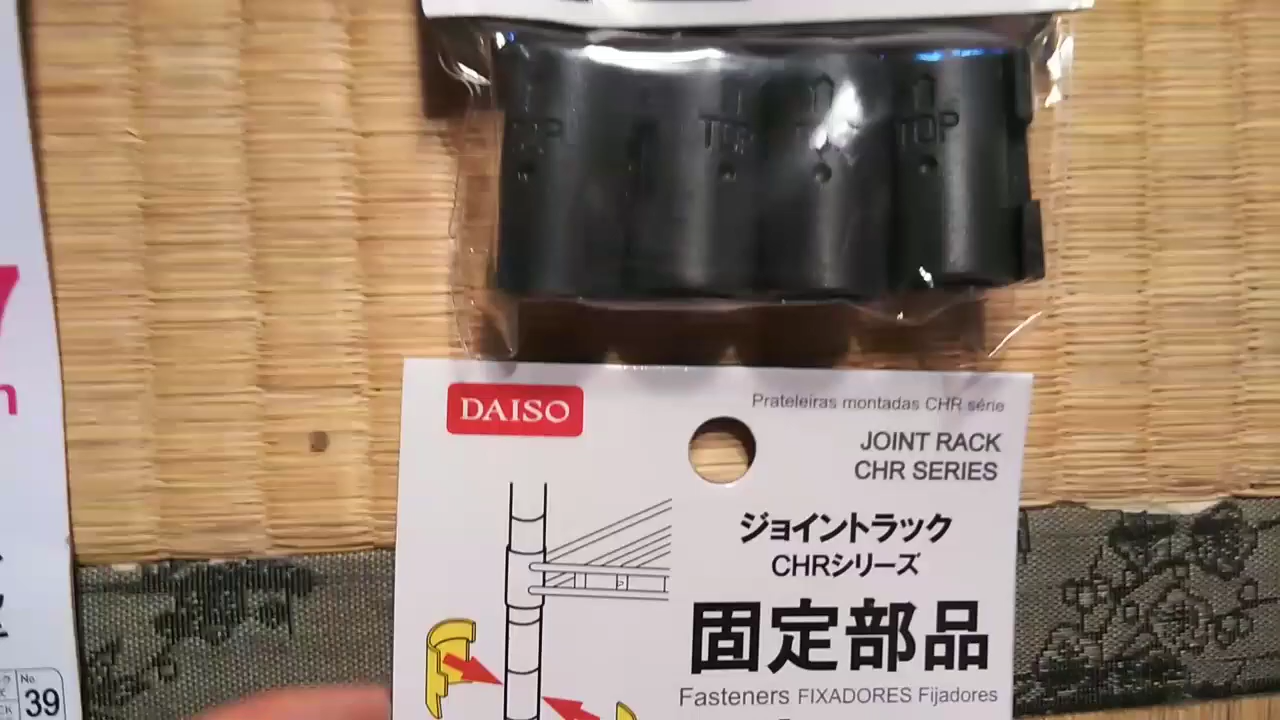 TOP
TOP
TOP
DAISO
Prateleiras montadas CHR série
JOINT RACK
CHR SERIES
ジョイントラック
CHRシリーズ
固定部品
Fasteners FIXADORES Fijadores
No.
39